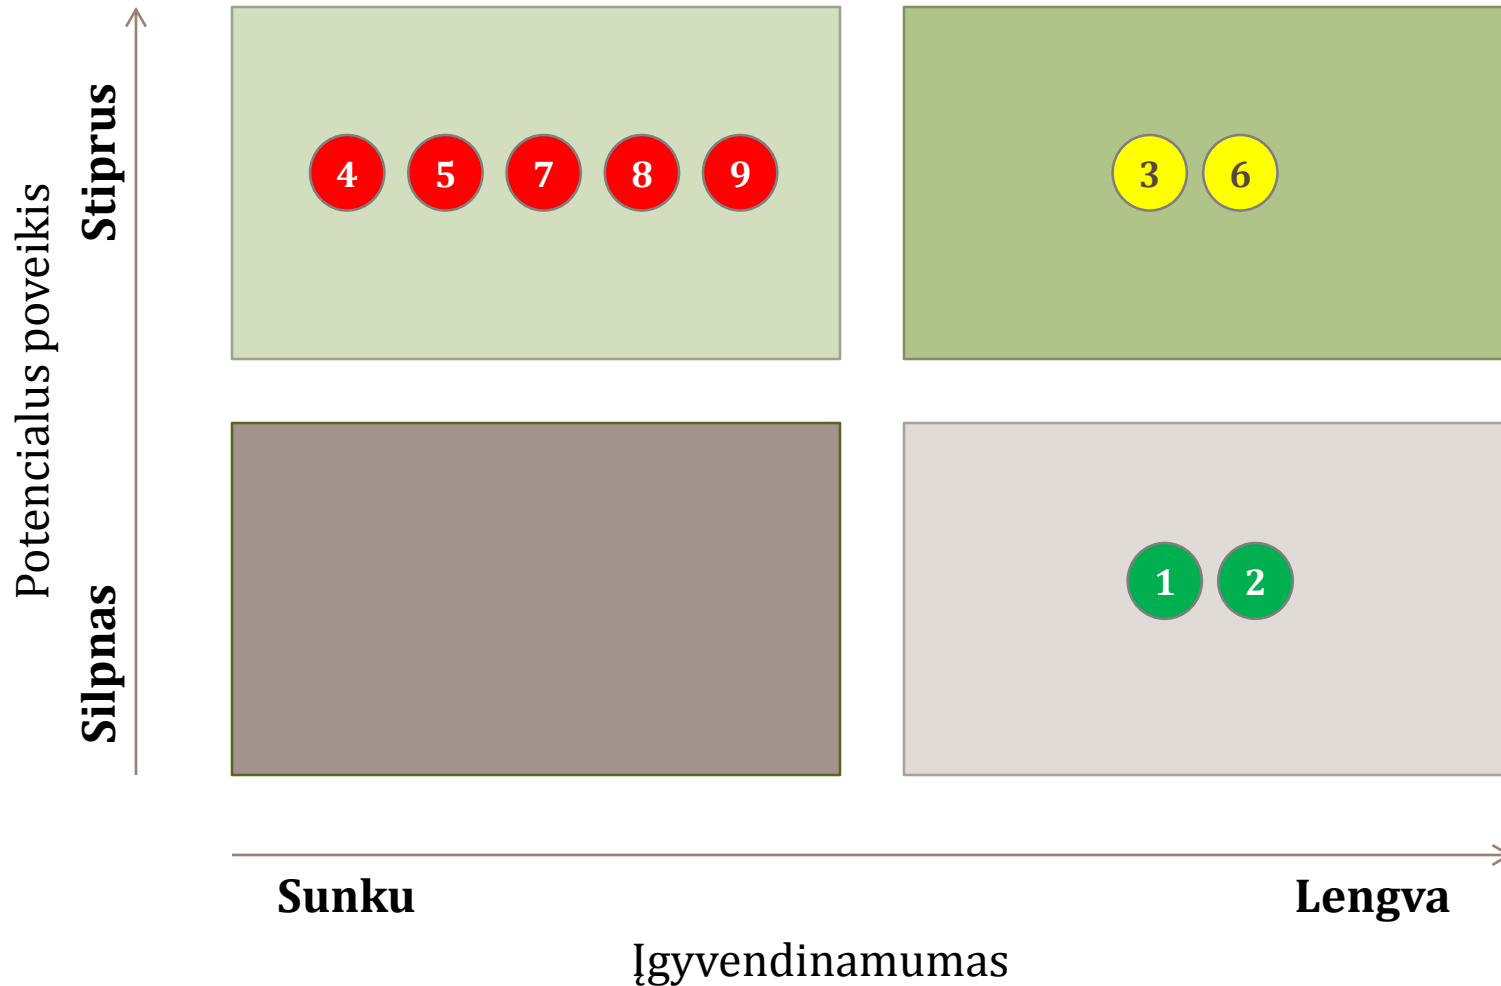 Potencialus poveikis
Stiprus
Silpnas
4 5 7 8 9
3 6
1 2
Sunku
Lengva
Įgyvendinamumas